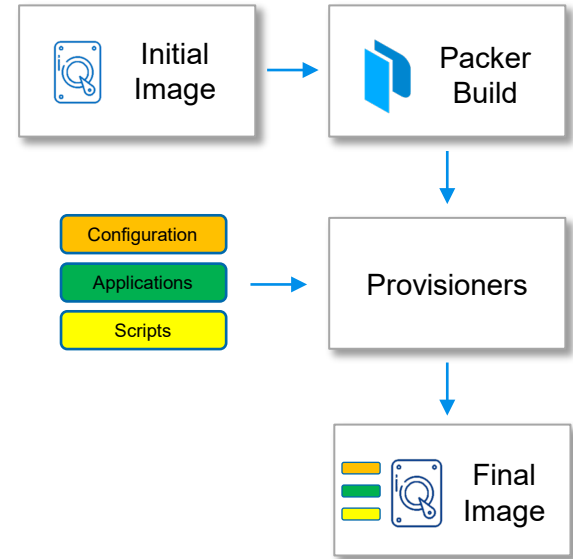 Initial
Image
Packer
Build
Configuration
Applications
Scripts
Provisioners
Final
Image